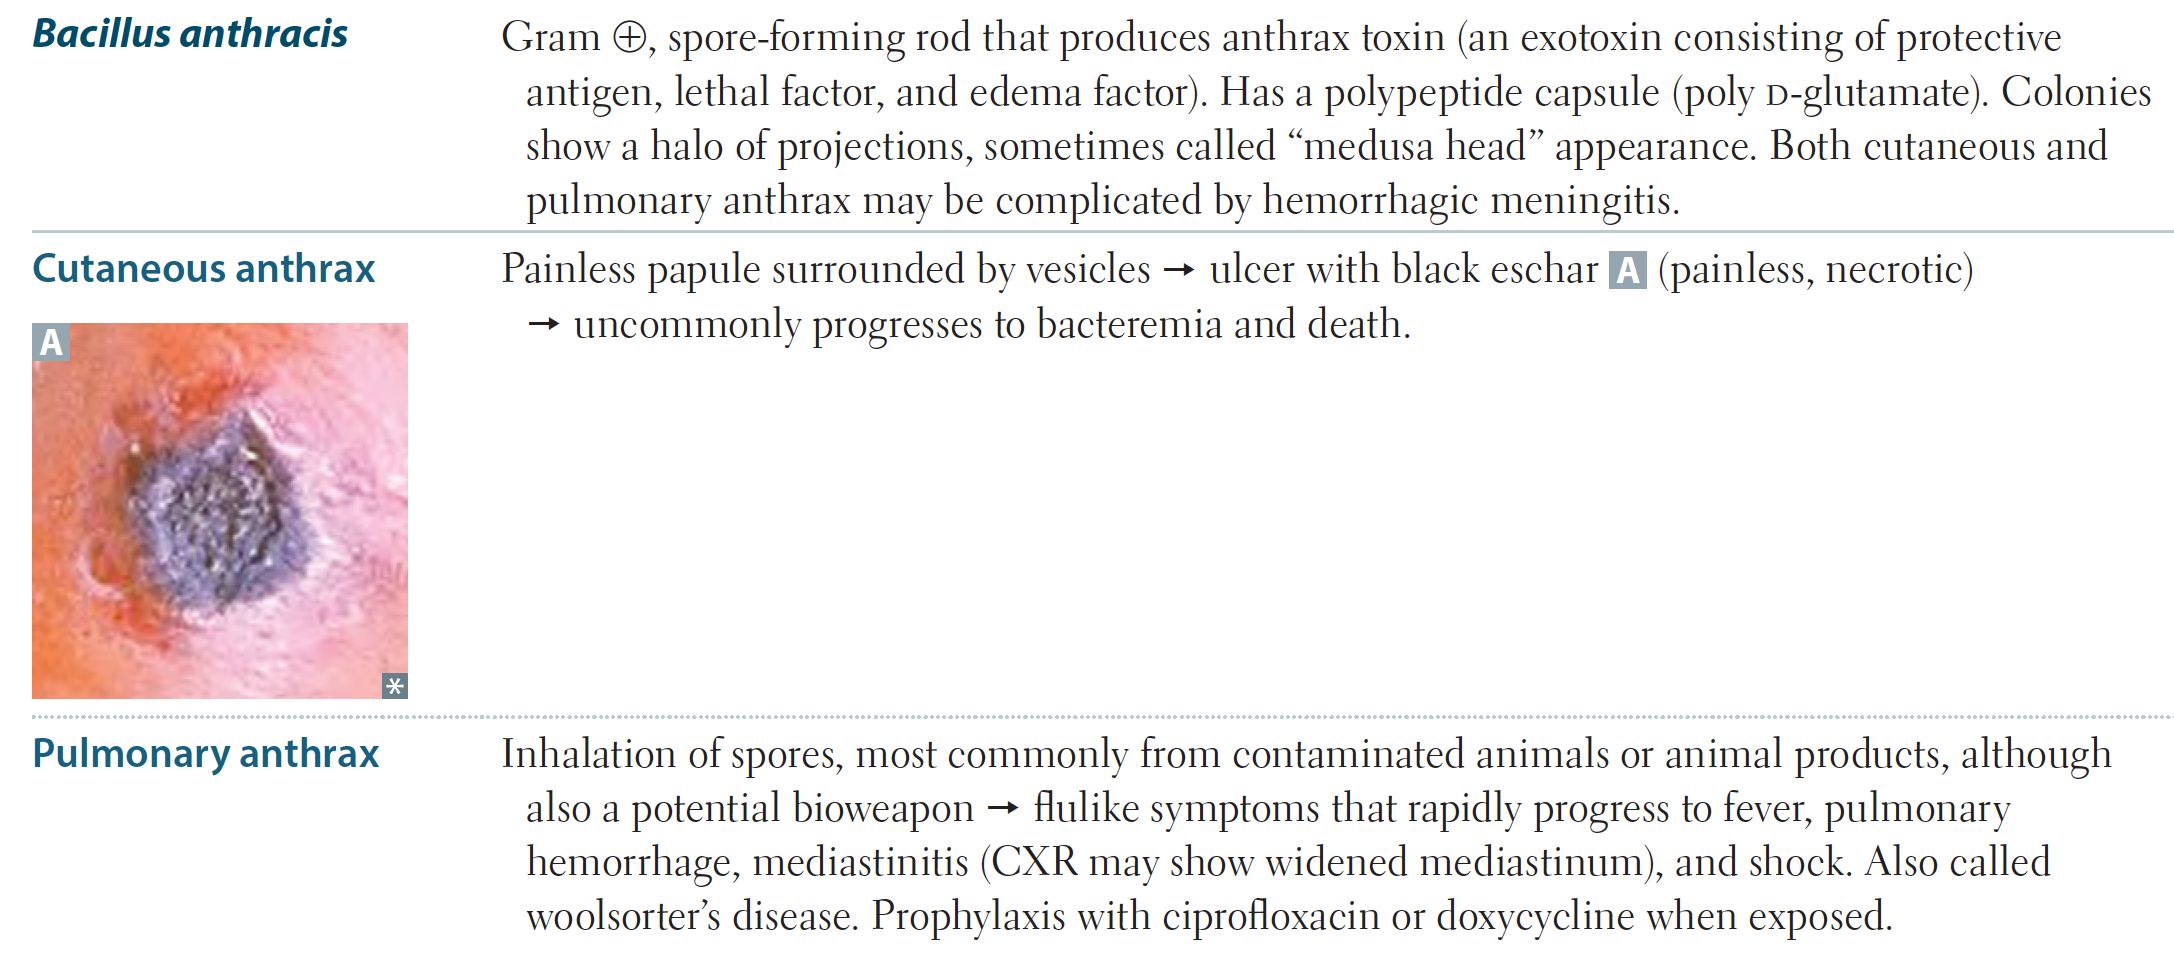 Bacillus anthracis
Gram ⊕, spore-forming rod that produces anthrax toxin (an exotoxin consisting of protective
antigen, lethal factor, and edema factor). Has a polypeptide capsule (poly D-glutamate). Colonies
show a halo of projections, sometimes called “medusa head” appearance. Both cutaneous and
pulmonary anthrax may be complicated by hemorrhagic meningitis.
Cutaneous anthrax
Painless papule surrounded by vesicles → ulcer with black eschar A (painless, necrotic)
→ uncommonly progresses to bacteremia and death.
A
*
Pulmonary anthrax
Inhalation of spores, most commonly from contaminated animals or animal products, although
also a potential bioweapon → flulike symptoms that rapidly progress to fever, pulmonary
hemorrhage, mediastinitis (CXR may show widened mediastinum), and shock. Also called
woolsorter’s disease. Prophylaxis with ciprofloxacin or doxycycline when exposed.